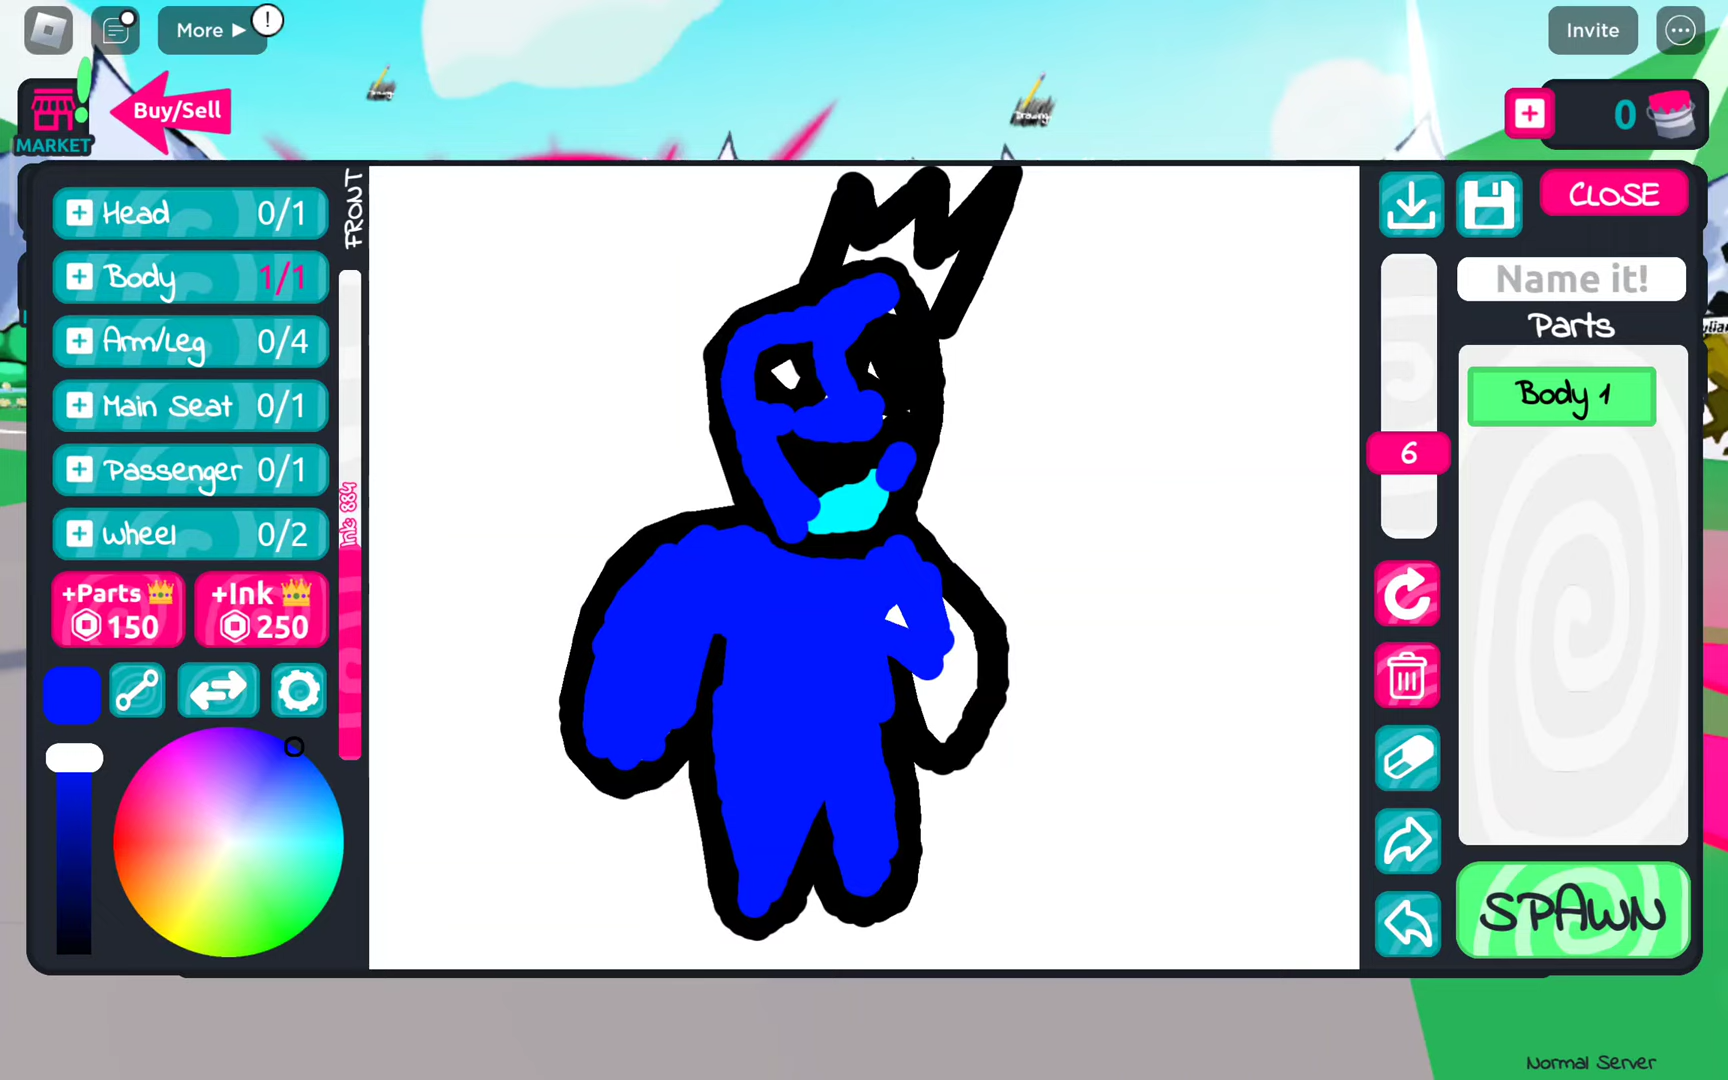 More
!
Invite
Buy/Sell
MARKET
0
FRONT
Head 0/1
Body 1/1
Arm/Leg 0/4
Main Seat 0/1
Passenger 0/1
Wheel 0/2
Ink 884
+Parts
150
+Ink
250
CLOSE
Name it!
Parts
Body 1
6
SPAWN
Normal Server